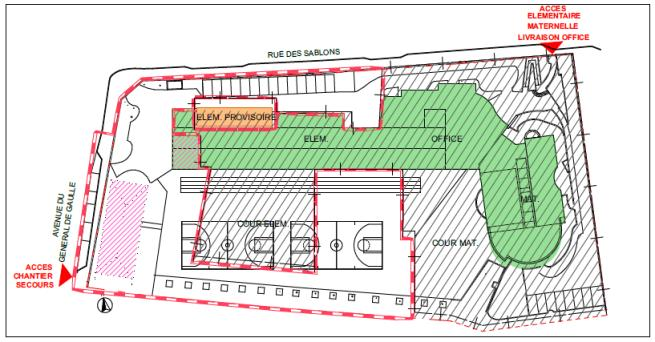 ACCES
ELEMENTAIRE
MATERNELLE
LIVRAISON OFFICE
RUE DES SABLONS
ELEM. PROVISOIRE
ELEM.
OFFICE
MAT.
AVENUE DU
GENERAL DE GAULLE
COUR ELEM.
COUR MAT.
ACCES
CHANTIER
SECOURS